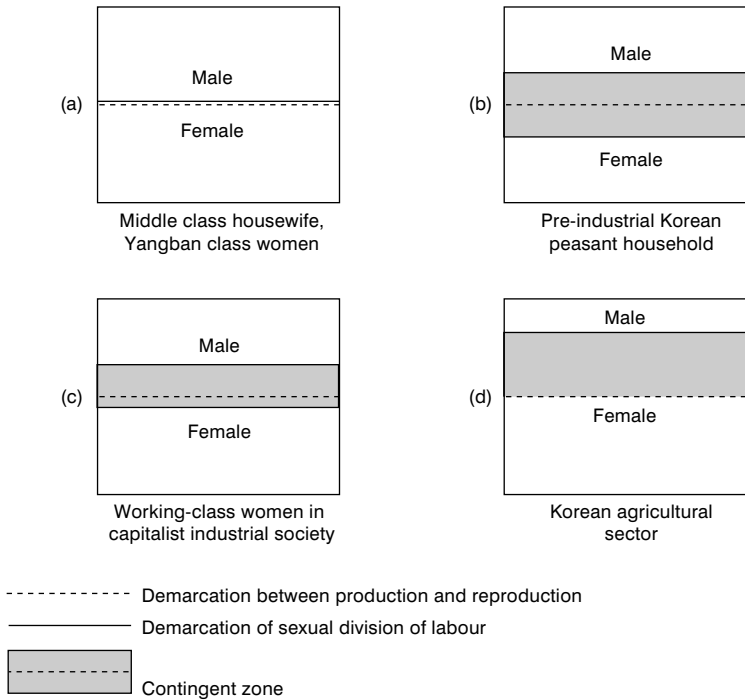 Male
(a)
Female
Middle class housewife,
Yangban class women
Male
(b)
Female
Pre-industrial Korean
peasant household
Male
(c)
Female
Working-class women in
capitalist industrial society
Male
(d)
Female
Korean agricultural
sector
Demarcation between production and reproduction
Demarcation of sexual division of labour
Contingent zone